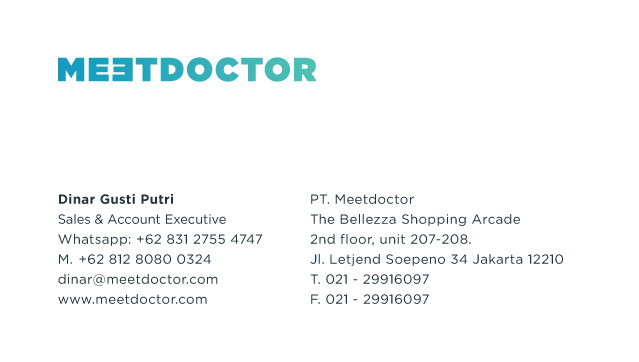 MEETDOCTOR
Dinar Gusti Putri
Sales & Account Executive
Whatsapp: +62 831 2755 4747
M. +62 812 8080 0324
dinar@meetdoctor.com
www.meetdoctor.com
PT. Meetdoctor
The Bellezza Shopping Arcade
2nd floor, unit 207-208.
Jl. Letjend Soepeno 34 Jakarta 12210
T. 021 - 29916097
F. 021 - 29916097